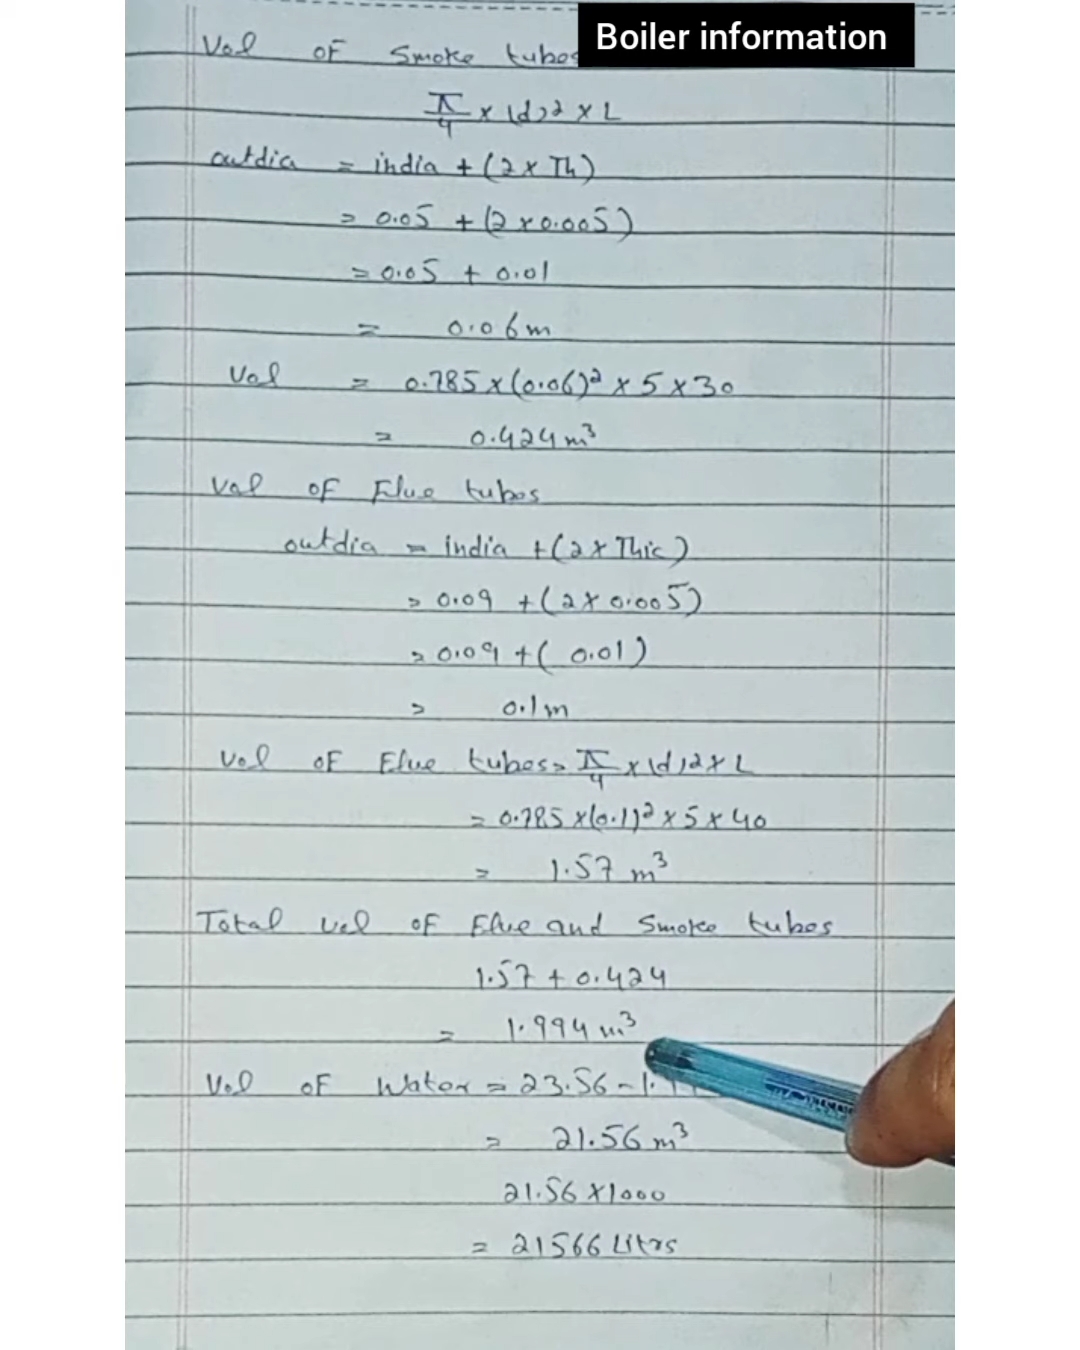 Boiler information
Vol of Smoke tubes
π/4 × (d)2 × L
outdia = india + (2 × Th)
= 0.05 + (2 × 0.005)
= 0.05 + 0.01
= 0.06m
Vol = 0.785 × (0.06)² × 5 × 30
= 0.424 m³
Vol of Flue tubes
outdia = india + (2 × Thic)
= 0.09 + (2 × 0.005)
= 0.09 + ( 0.01)
= 0.1m
Vol of Flue tubes = π/4 × (d)2 × L
= 0.785 × (0.1)² × 5 × 40
= 1.57 m³
Total vol of Flue and Smoke tubes
1.57 + 0.424
= 1.994 m³
Vol of Water = 23.56 - 1.
= 21.56 m³
21.56 × 1000
= 21566 Litrs